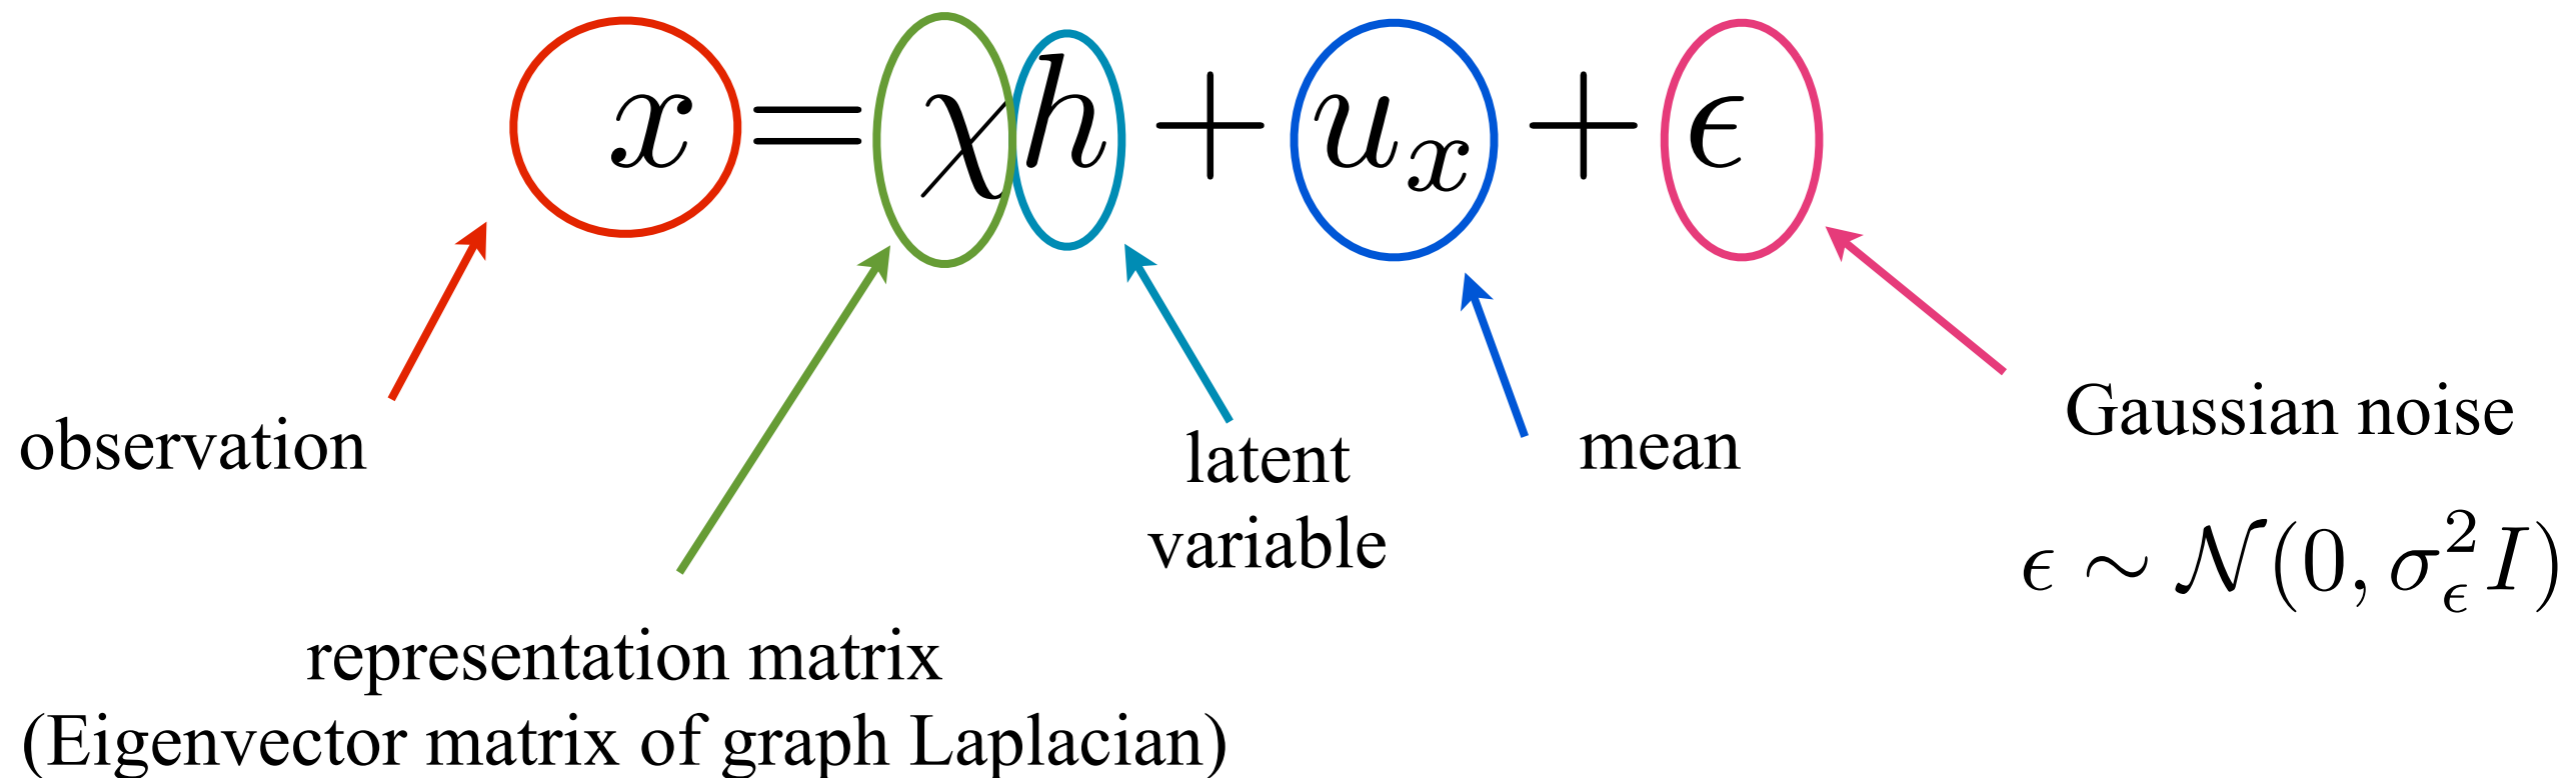 x = χh + u_x + ϵ
observation
latent
variable
mean
Gaussian noise
ϵ ∼ 𝒩(0, σ_ϵ^2 I)
representation matrix
(Eigenvector matrix of graph Laplacian)